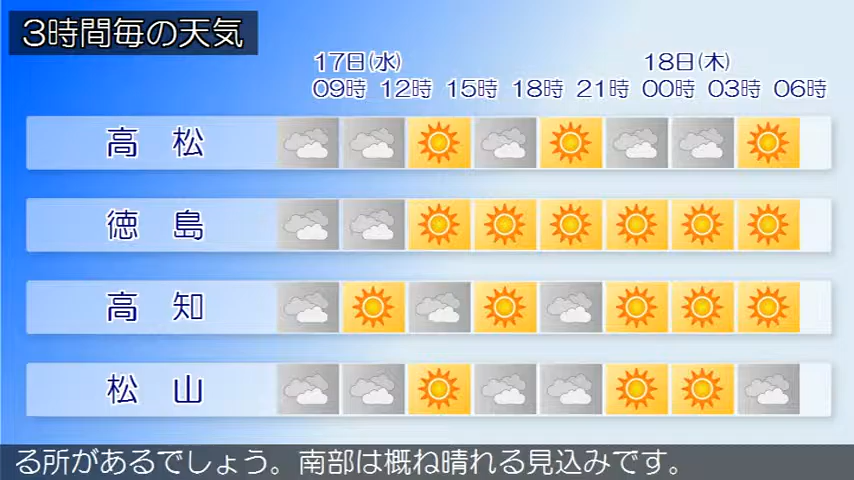 3時間毎の天気
17日(水) 18日(木)
09時 12時 15時 18時 21時 00時 03時 06時
高松
徳島
高知
松山
る所があるでしょう。南部は概ね晴れる見込みです。